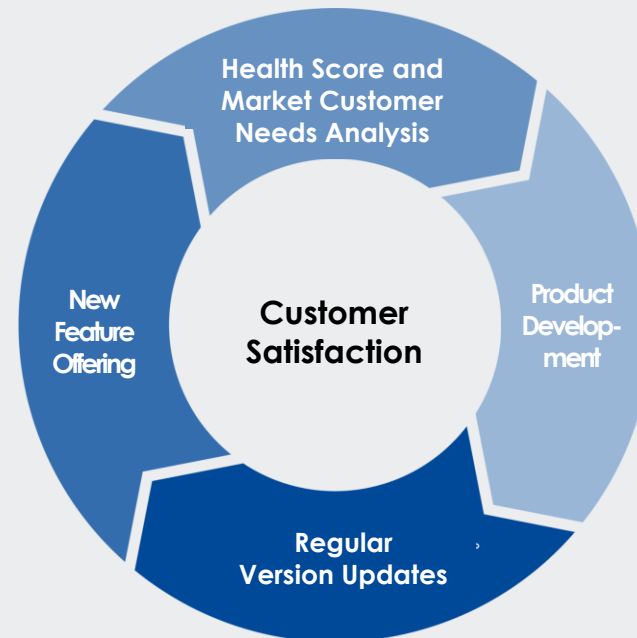 Health Score and
Market Customer
Needs Analysis
New
Feature
Offering
Customer
Satisfaction
Product
Develop-
ment
Regular
Version Updates